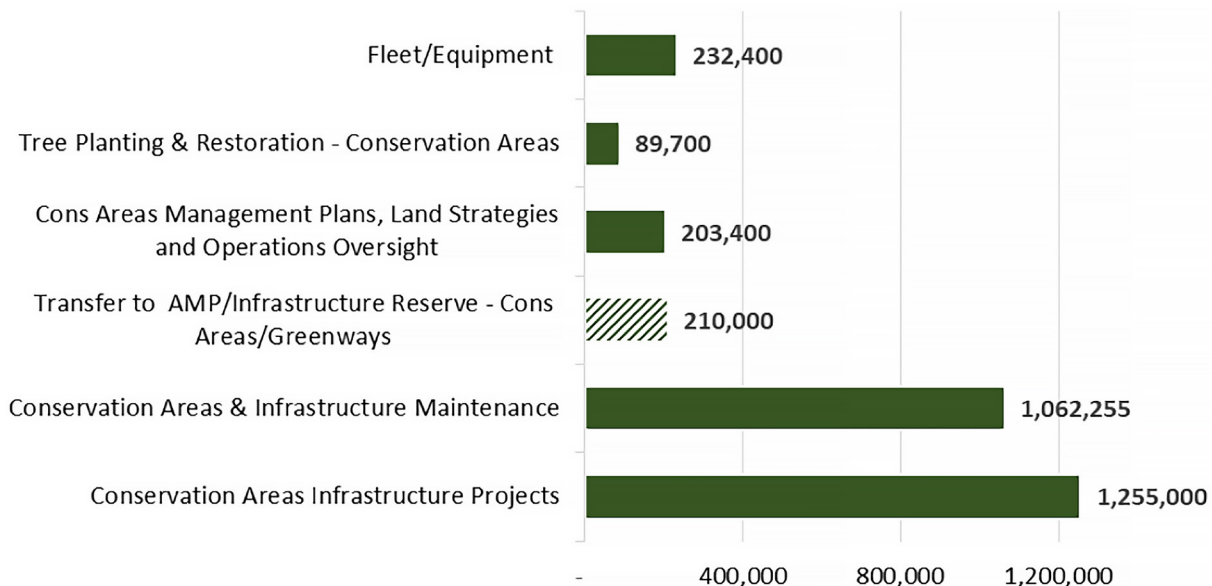 Fleet/Equipment 232,400
Tree Planting & Restoration - Conservation Areas 89,700
Cons Areas Management Plans, Land Strategies
and Operations Oversight 203,400
Transfer to AMP/Infrastructure Reserve - Cons
Areas/Greenways 210,000
Conservation Areas & Infrastructure Maintenance 1,062,255
Conservation Areas Infrastructure Projects 1,255,000
- 400,000 800,000 1,200,000